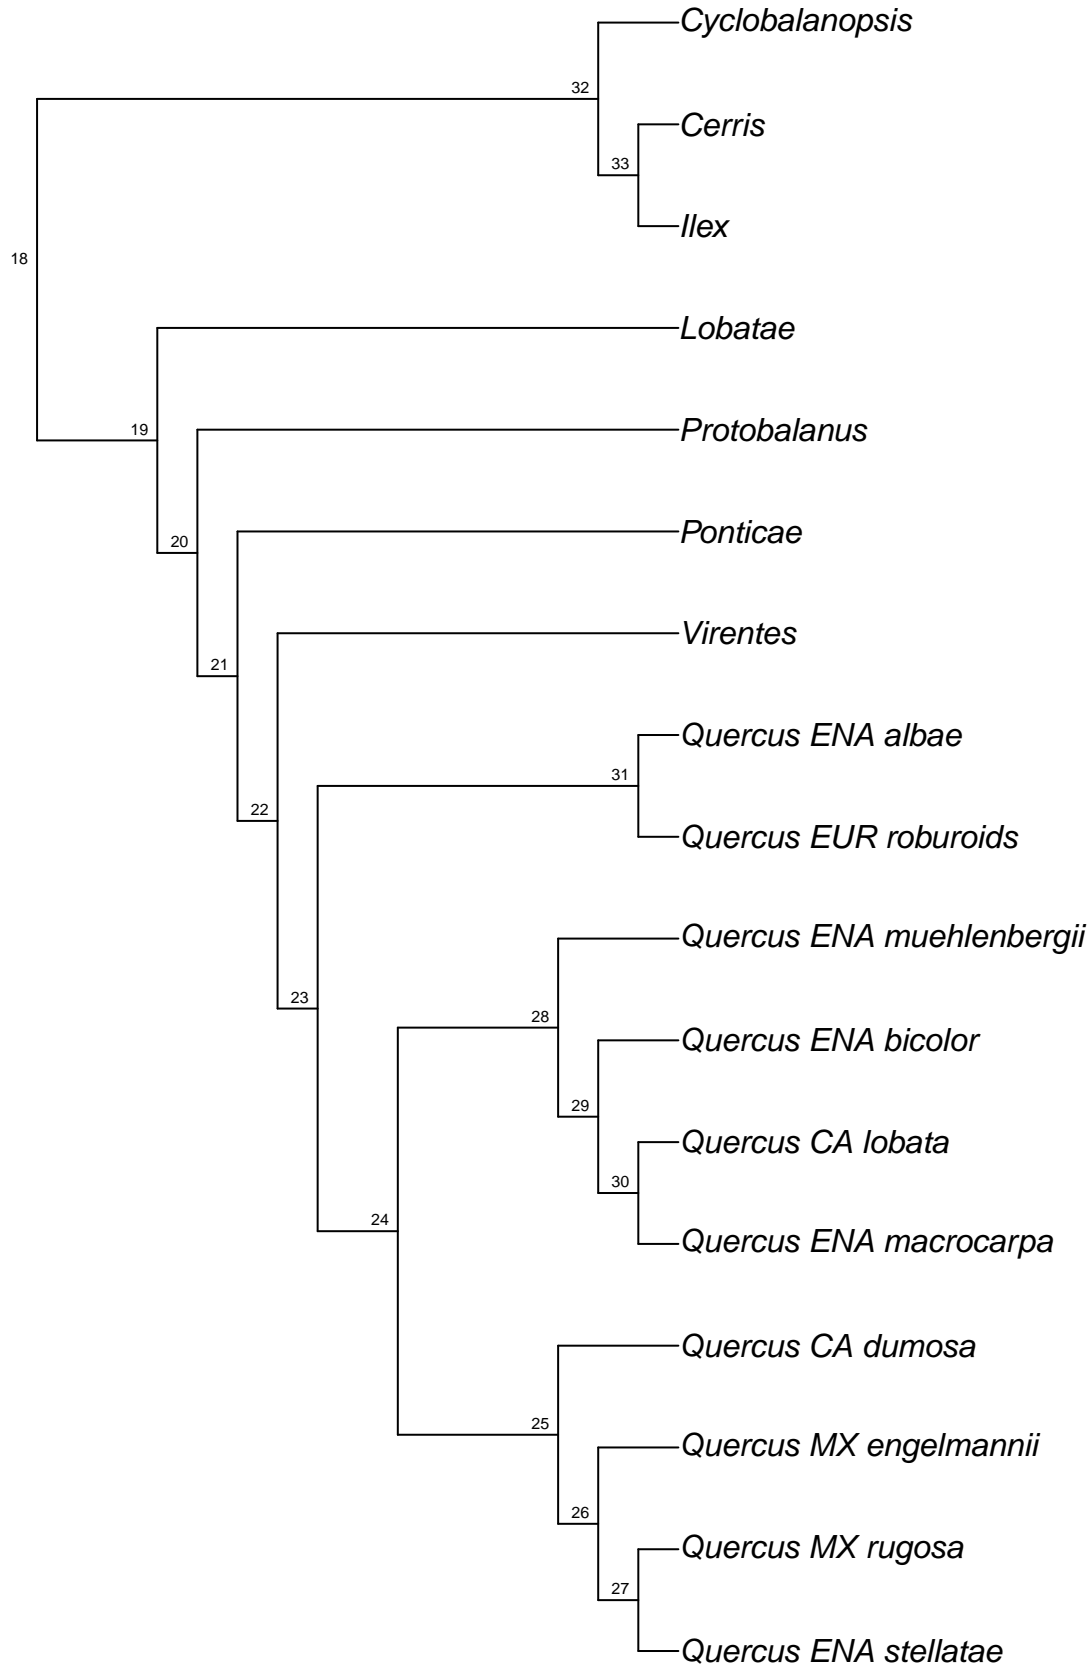 Cyclobalanopsis
32
Cerris
33
Ilex
18
Lobatae
19
Protobalanus
20
Ponticae
21
Virentes
Quercus ENA albae
31
22
Quercus EUR roburoids
Quercus ENA muehlenbergii
23
28
Quercus ENA bicolor
29
Quercus CA lobata
30
24
Quercus ENA macrocarpa
Quercus CA dumosa
25
Quercus MX engelmannii
26
Quercus MX rugosa
27
Quercus ENA stellatae